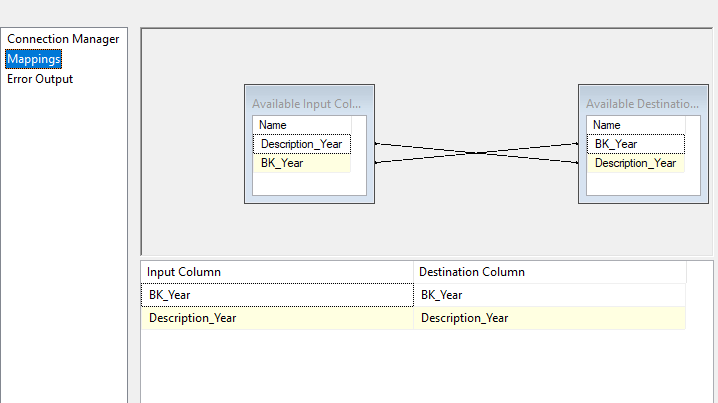 Connection Manager
Mappings
Error Output
Available Input Col...
Name
Description_Year
BK_Year
Available Destinatio...
Name
BK_Year
Description_Year
Input Column Destination Column
BK_Year BK_Year
Description_Year Description_Year